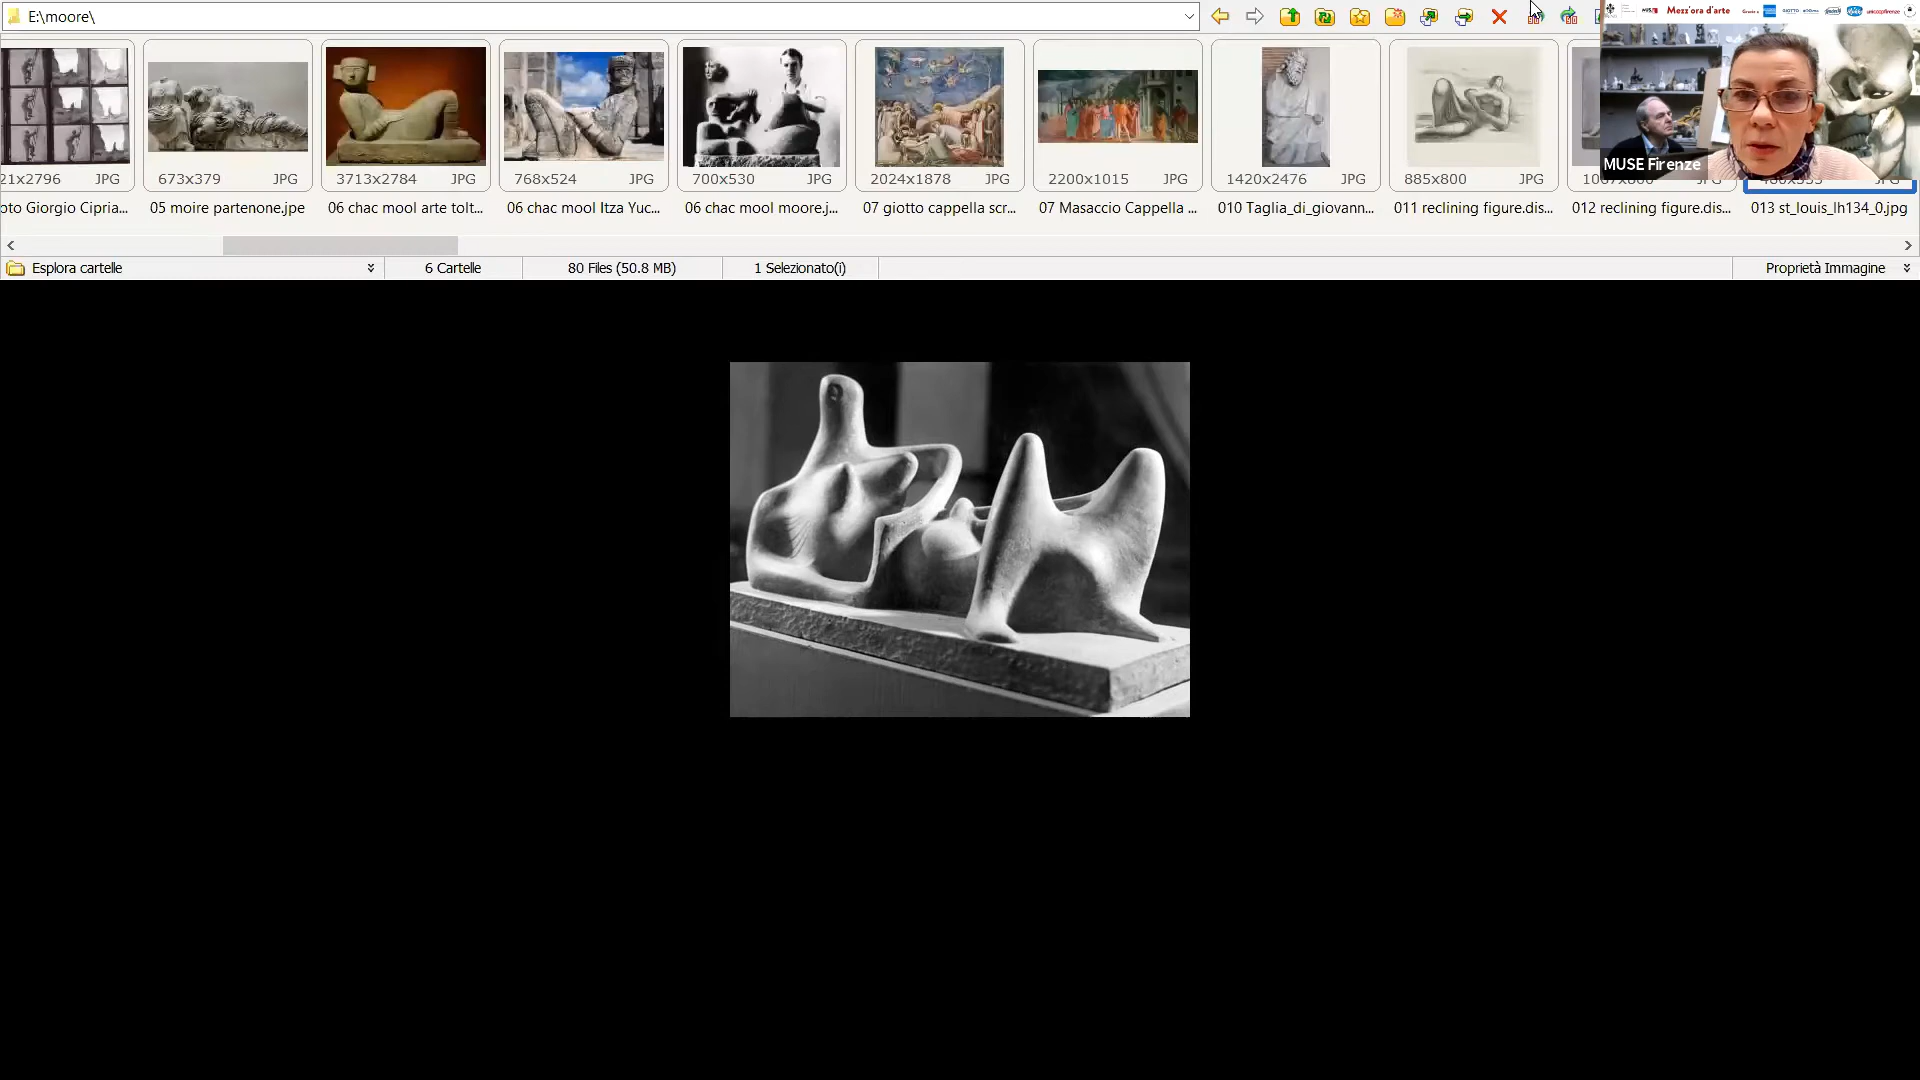 E:\moore\
Mezz'ora d'arte
21x2796 JPG
673x379 JPG
3713x2784 JPG
768x524 JPG
700x530 JPG
2024x1878 JPG
2200x1015 JPG
1420x2476 JPG
885x800 JPG
MUSE Firenze
oto Giorgio Cipria...
05 moire partenone.jpe
06 chac mool arte tolt...
06 chac mool Itza Yuc...
06 chac mool moore.j...
07 giotto cappella scr...
07 Masaccio Cappella ...
010 Taglia_di_giovann...
011 reclining figure.dis...
012 reclining figure.dis...
013 st_louis_lh134_0.jpg
Esplora cartelle
6 Cartelle
80 Files (50.8 MB)
1 Selezionato(i)
Proprietà Immagine